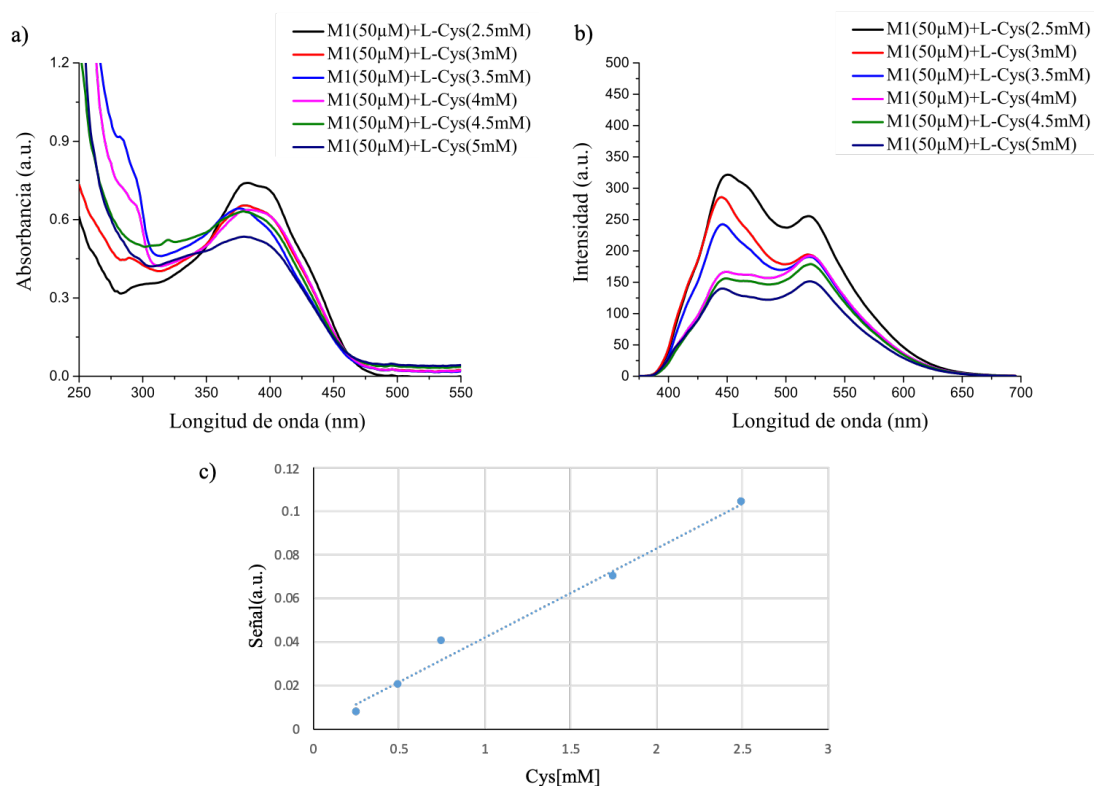 a)
M1(50µM)+L-Cys(2.5mM)
M1(50µM)+L-Cys(3mM)
M1(50µM)+L-Cys(3.5mM)
M1(50µM)+L-Cys(4mM)
M1(50µM)+L-Cys(4.5mM)
M1(50µM)+L-Cys(5mM)
1.2
0.9
0.6
0.3
0.0
Absorbancia (a.u.)
250 300 350 400 450 500 550
Longitud de onda (nm)
b)
M1(50µM)+L-Cys(2.5mM)
M1(50µM)+L-Cys(3mM)
M1(50µM)+L-Cys(3.5mM)
M1(50µM)+L-Cys(4mM)
M1(50µM)+L-Cys(4.5mM)
M1(50µM)+L-Cys(5mM)
500
450
400
350
300
250
200
150
100
50
0
Intensidad (a.u.)
400 450 500 550 600 650 700
Longitud de onda (nm)
c)
0.12
0.1
0.08
0.06
0.04
0.02
0
Señal(a.u.)
0 0.5 1 1.5 2 2.5 3
Cys[mM]